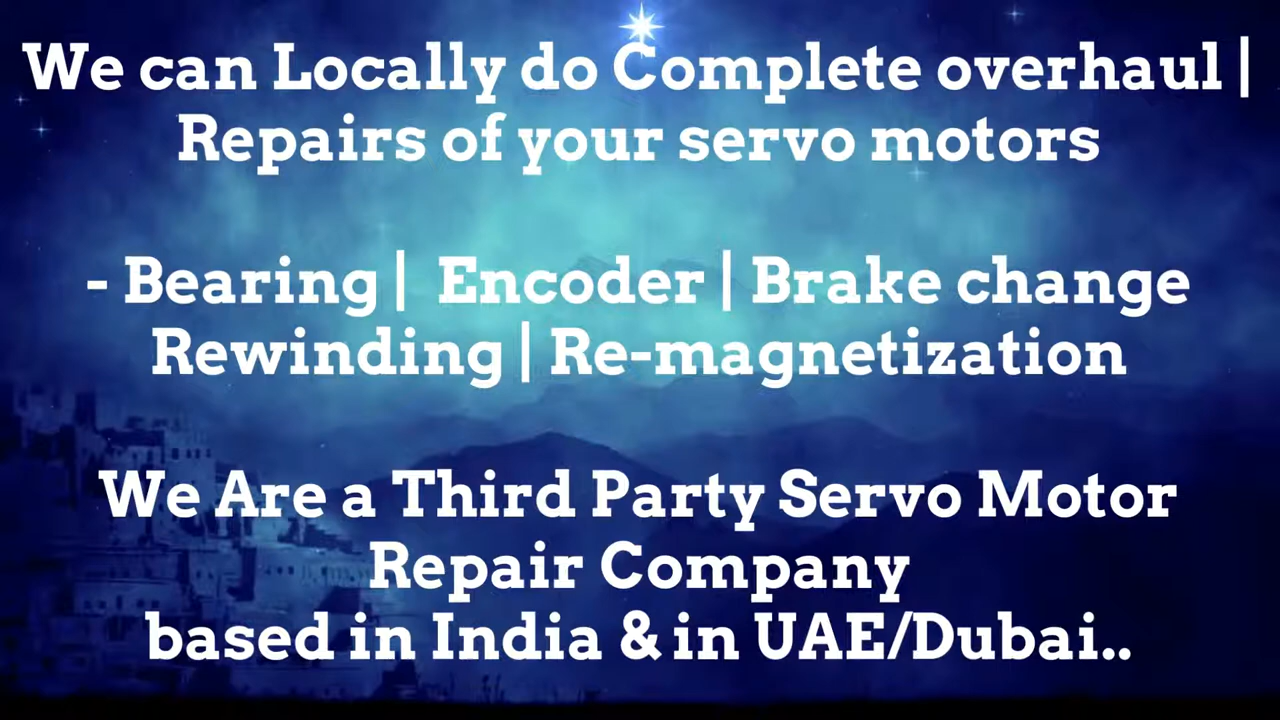 We can Locally do Complete overhaul |
Repairs of your servo motors
- Bearing |  Encoder | Brake change
Rewinding | Re-magnetization
We Are a Third Party Servo Motor
Repair Company
based in India & in UAE/Dubai..